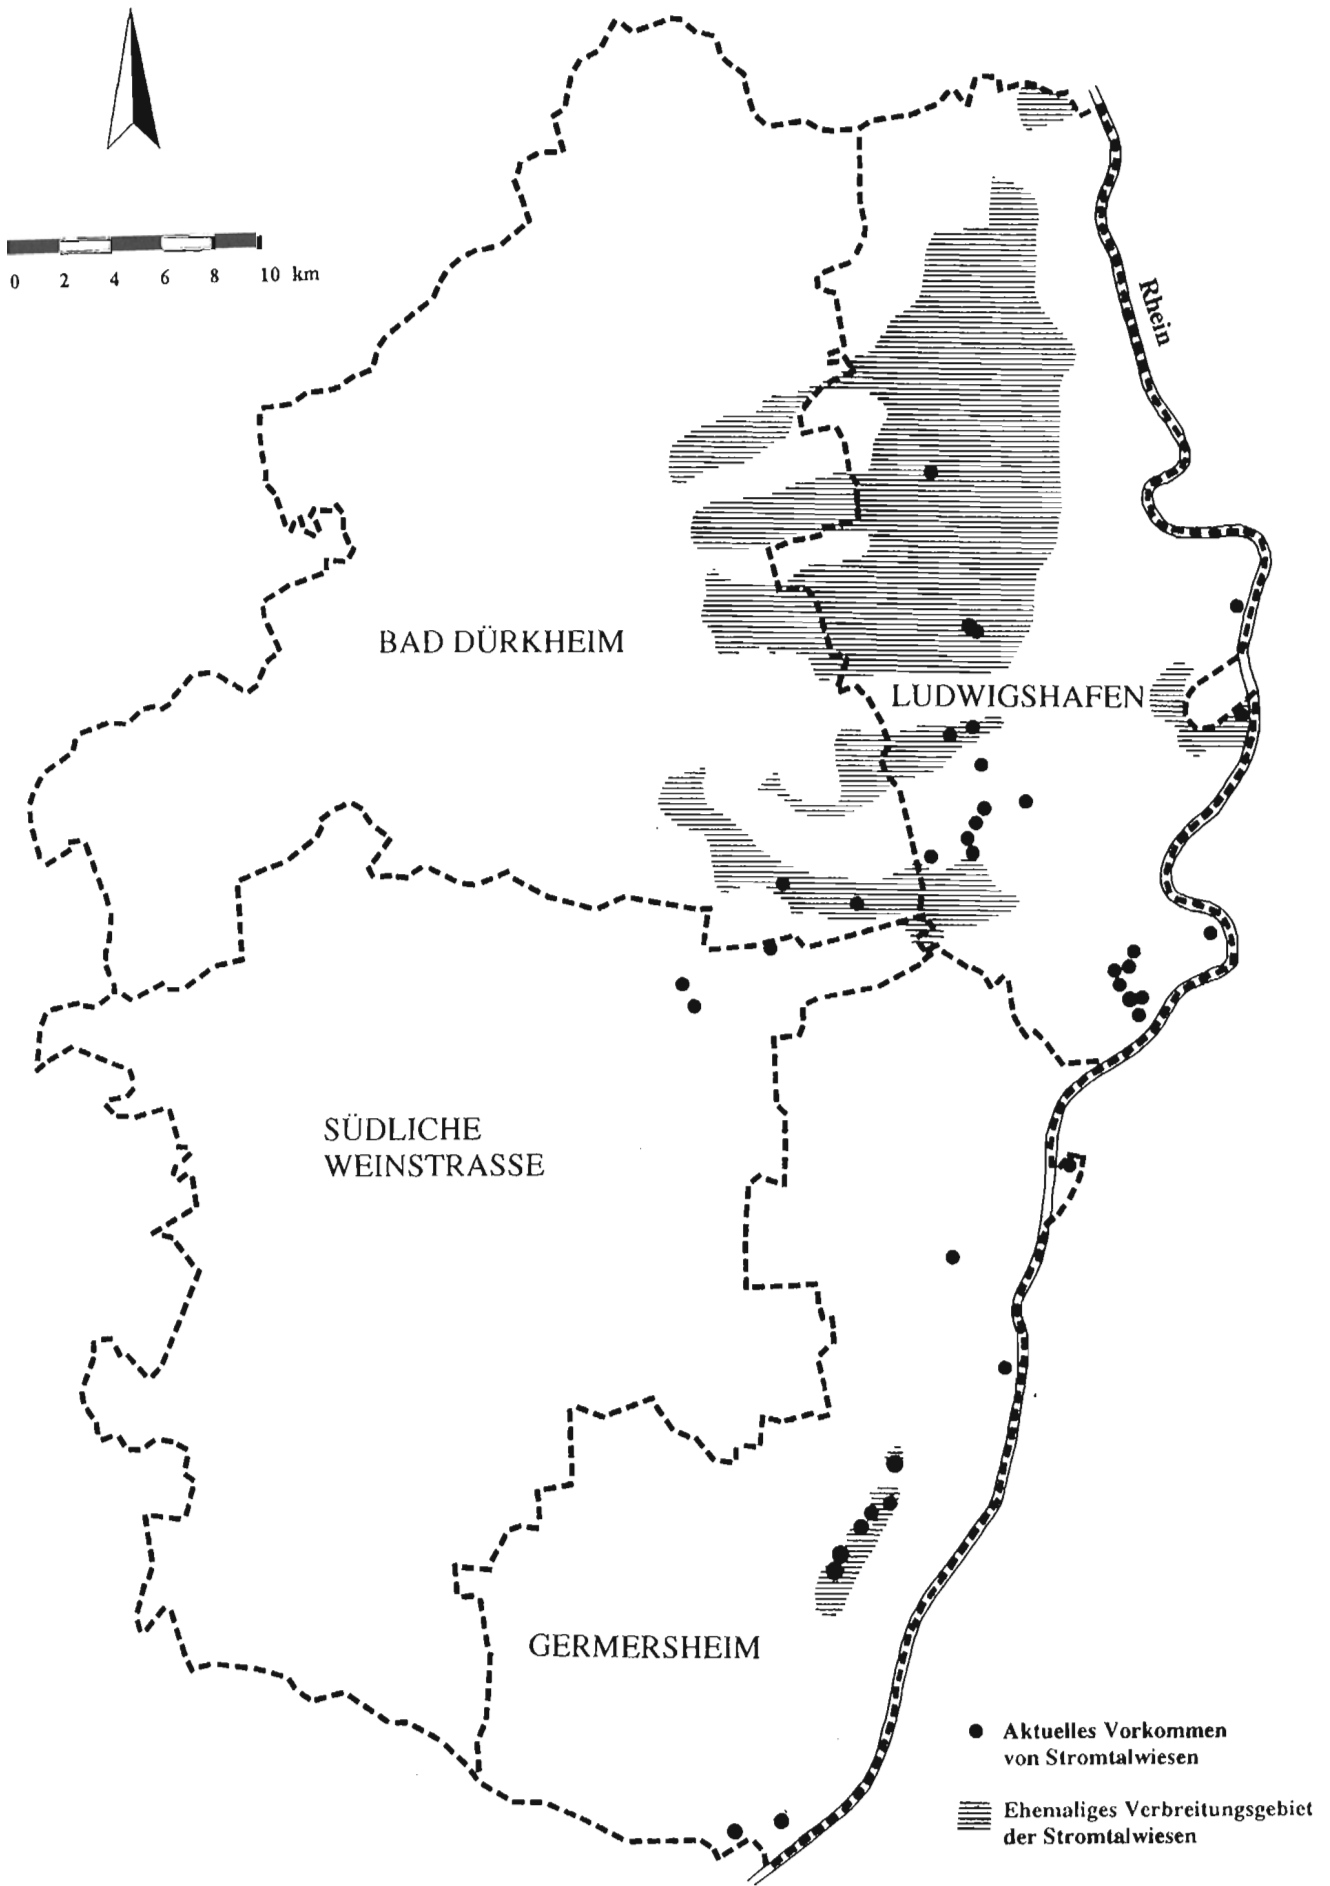 0 2 4 6 8 10 km
Rhein
BAD DÜRKHEIM
LUDWIGSHAFEN
SÜDLICHE
WEINSTRASSE
GERMERSHEIM
Aktuelles Vorkommen
von Stromtalwiesen
Ehemaliges Verbreitungsgebiet
der Stromtalwiesen